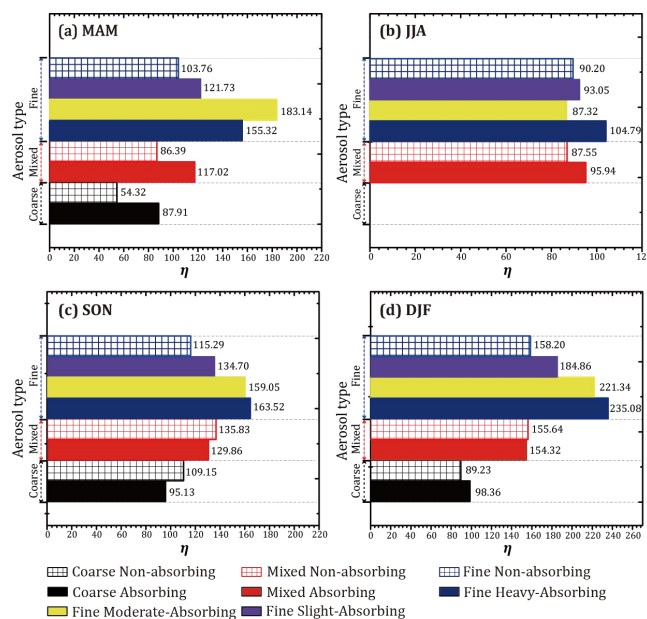 (a) MAM
Aerosol type
Fine
Mixed
Coarse
103.76
121.73
183.14
155.32
86.39
117.02
54.32
87.91
0 20 40 60 80 100 120 140 160 180 200 220
η
(b) JJA
Aerosol type
Fine
Mixed
Coarse
90.20
93.05
87.32
104.79
87.55
95.94
0 20 40 60 80 100 12
η
(c) SON
Aerosol type
Fine
Mixed
Coarse
115.29
134.70
159.05
163.52
135.83
129.86
109.15
95.13
0 20 40 60 80 100 120 140 160 180 200 220
η
(d) DJF
Aerosol type
Fine
Mixed
Coarse
158.20
184.86
221.34
235.08
155.64
154.32
89.23
98.36
0 20 40 60 80 100 120 140 160 180 200 220 240 260
η
Coarse Non-absorbing Mixed Non-absorbing Fine Non-absorbing
Coarse Absorbing Mixed Absorbing Fine Heavy-Absorbing
Fine Moderate-Absorbing Fine Slight-Absorbing